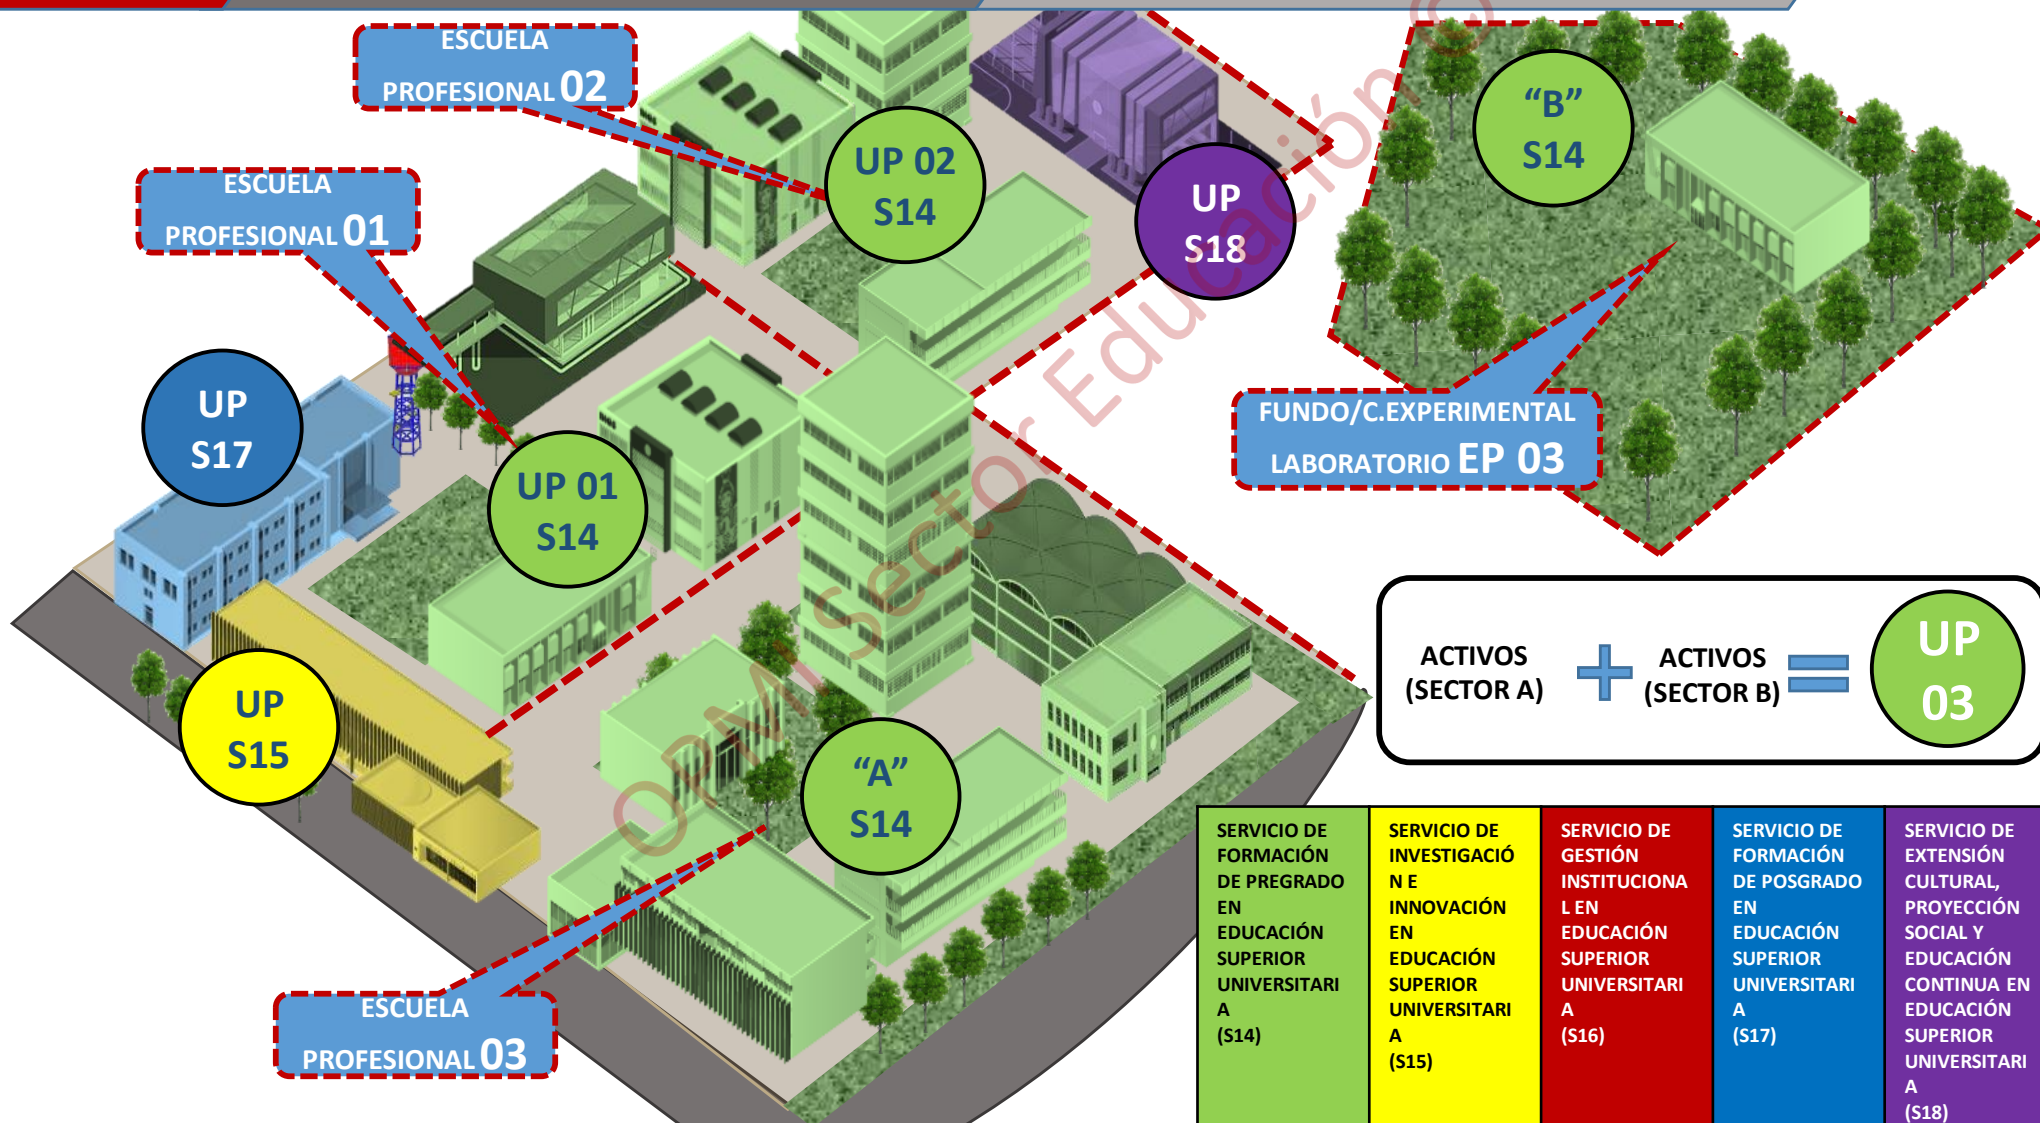 ESCUELA
PROFESIONAL 02
ESCUELA
PROFESIONAL 01
UP 02
S14
UP
S18
"B"
S14
UP
S17
UP 01
S14
FUNDO/C.EXPERIMENTAL
LABORATORIO EP 03
UP
S15
"A"
S14
ESCUELA
PROFESIONAL 03
ACTIVOS
(SECTOR A)
+
ACTIVOS
(SECTOR B)
=
UP
03
SERVICIO DE
FORMACIÓN
DE PREGRADO
EN
EDUCACIÓN
SUPERIOR
UNIVERSITARI
A
(S14)
SERVICIO DE
INVESTIGACIÓ
N E
INNOVACIÓN
EN
EDUCACIÓN
SUPERIOR
UNIVERSITARI
A
(S15)
SERVICIO DE
GESTIÓN
INSTITUCIONA
L EN
EDUCACIÓN
SUPERIOR
UNIVERSITARI
A
(S16)
SERVICIO DE
FORMACIÓN
DE POSGRADO
EN
EDUCACIÓN
SUPERIOR
UNIVERSITARI
A
(S17)
SERVICIO DE
EXTENSIÓN
CULTURAL,
PROYECCIÓN
SOCIAL Y
EDUCACIÓN
CONTINUA EN
EDUCACIÓN
SUPERIOR
UNIVERSITARI
A
(S18)
OPMI Sector Educación ©